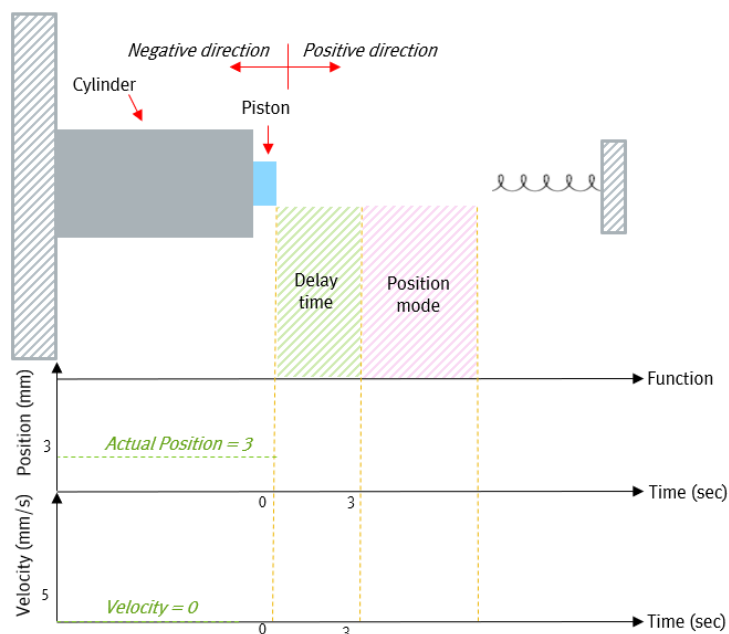 Negative direction
Positive direction
Cylinder
Piston
Delay
time
Position
mode
Function
Position (mm)
3
Actual Position = 3
0
3
Time (sec)
Velocity (mm/s)
5
Velocity = 0
0
3
Time (sec)